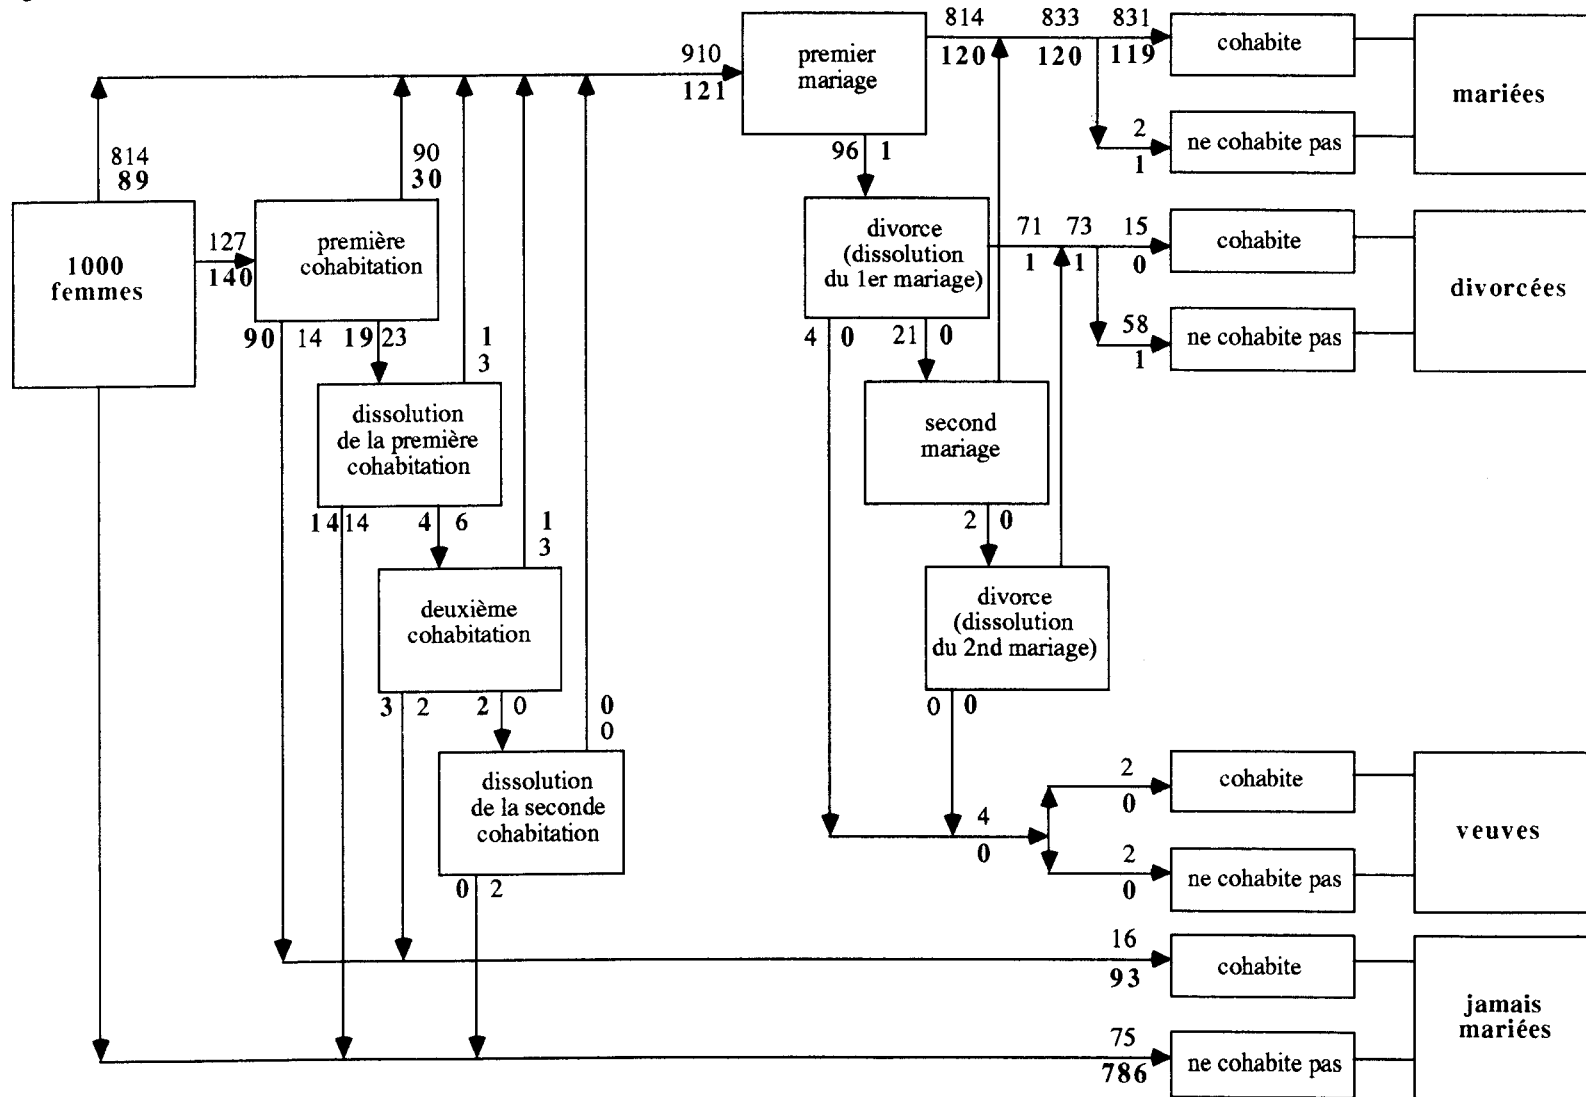 814 833 831
120 120 119
cohabite
premier
mariage
910
121
mariées
2
1
ne cohabite pas
96 1
814
89
90
30
127
140
1000
femmes
première
cohabitation
divorce
(dissolution
du 1er mariage)
71 73 15
1 1 0
cohabite
divorcées
58
1
ne cohabite pas
90 14 19 23
1
3
4 0 21 0
dissolution
de la première
cohabitation
second
mariage
14 14 4 6
1
3
2 0
deuxième
cohabitation
divorce
(dissolution
du 2nd mariage)
3 2 2 0
0
0
0 0
dissolution
de la seconde
cohabitation
2
0
cohabite
4
0
veuves
2
0
ne cohabite pas
0 2
16
93
cohabite
jamais
mariées
75
786
ne cohabite pas